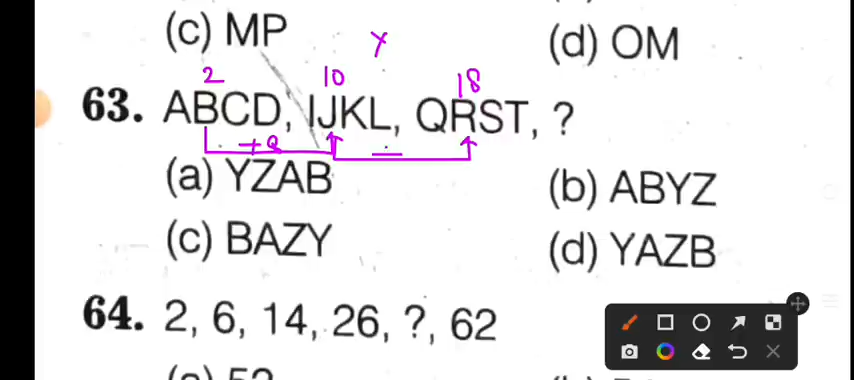 (c) MP
(d) OM
Y
2
10
18
63. ABCD, IJKL, QRST, ?
+8
(a) YZAB
(b) ABYZ
(c) BAZY
(d) YAZB
64. 2, 6, 14, 26, ?, 62